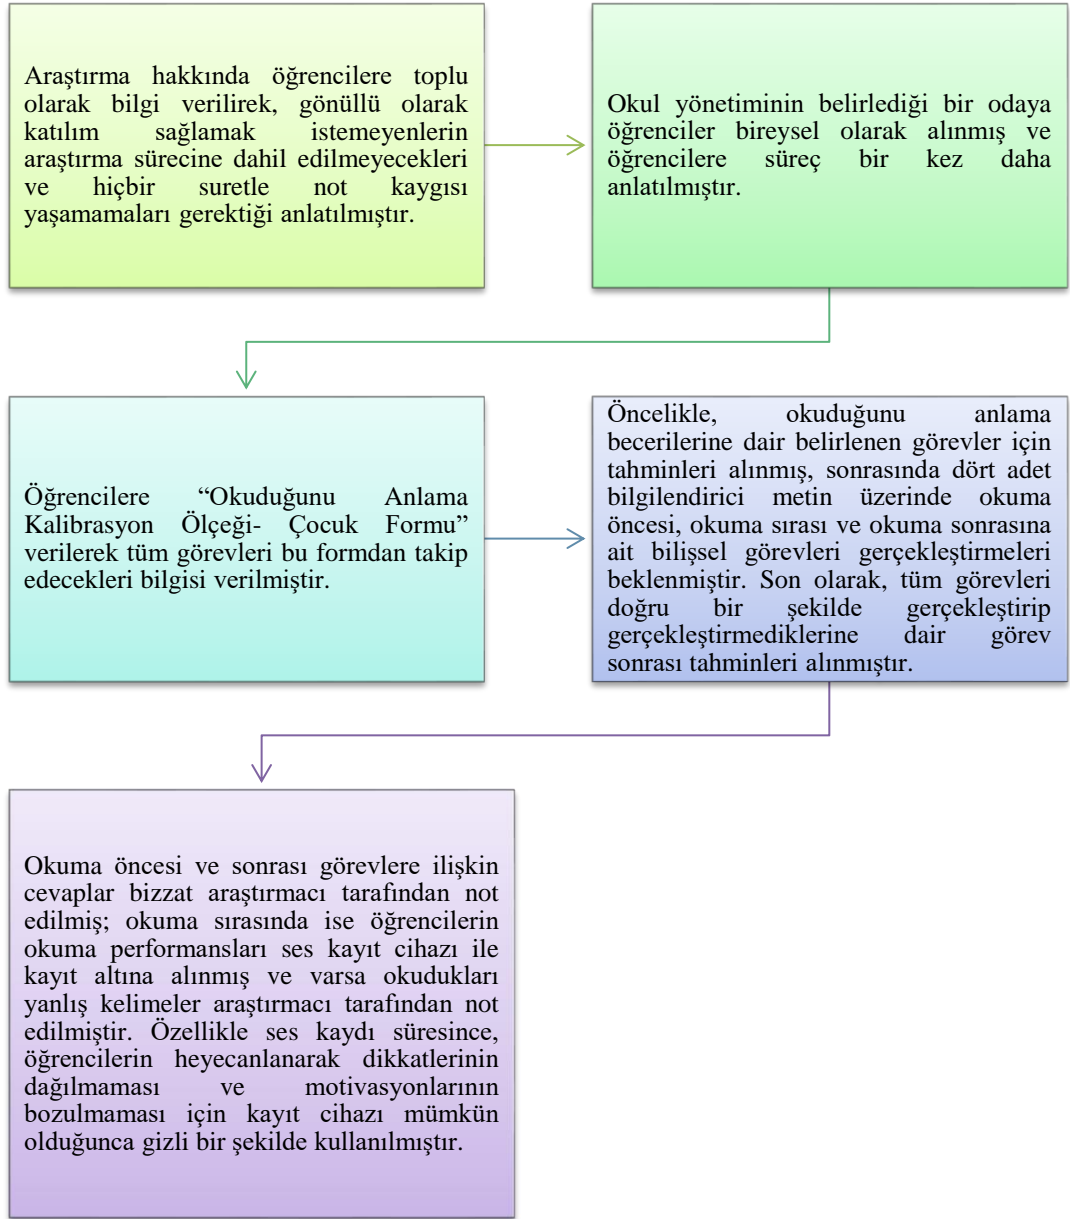 Araştırma hakkında öğrencilere toplu
olarak bilgi verilirek, gönüllü olarak
katılım sağlamak istemeyenlerin
araştırma sürecine dahil edilmeyecekleri
ve hiçbir suretle not kaygısı
yaşamamaları gerektiği anlatılmıştır.
Okul yönetiminin belirlediği bir odaya
öğrenciler bireysel olarak alınmış ve
öğrencilere süreç bir kez daha
anlatılmıştır.
Öğrencilere “Okuduğunu Anlama
Kalibrasyon Ölçeği- Çocuk Formu”
verilerek tüm görevleri bu formdan takip
edecekleri bilgisi verilmiştir.
Öncelikle, okuduğunu anlama
becerilerine dair belirlenen görevler için
tahminleri alınmış, sonrasında dört adet
bilgilendirici metin üzerinde okuma
öncesi, okuma sırası ve okuma sonrasına
ait bilişsel görevleri gerçekleştirmeleri
beklenmiştir. Son olarak, tüm görevleri
doğru bir şekilde gerçekleştirip
gerçekleştirmediklerine dair görev
sonrası tahminleri alınmıştır.
Okuma öncesi ve sonrası görevlere ilişkin
cevaplar bizzat araştırmacı tarafından not
edilmiş; okuma sırasında ise öğrencilerin
okuma performansları ses kayıt cihazı ile
kayıt altına alınmış ve varsa okudukları
yanlış kelimeler araştırmacı tarafından not
edilmiştir. Özellikle ses kaydı süresince,
öğrencilerin heyecanlanarak dikkatlerinin
dağılmaması ve motivasyonlarının
bozulmaması için kayıt cihazı mümkün
olduğunca gizli bir şekilde kullanılmıştır.